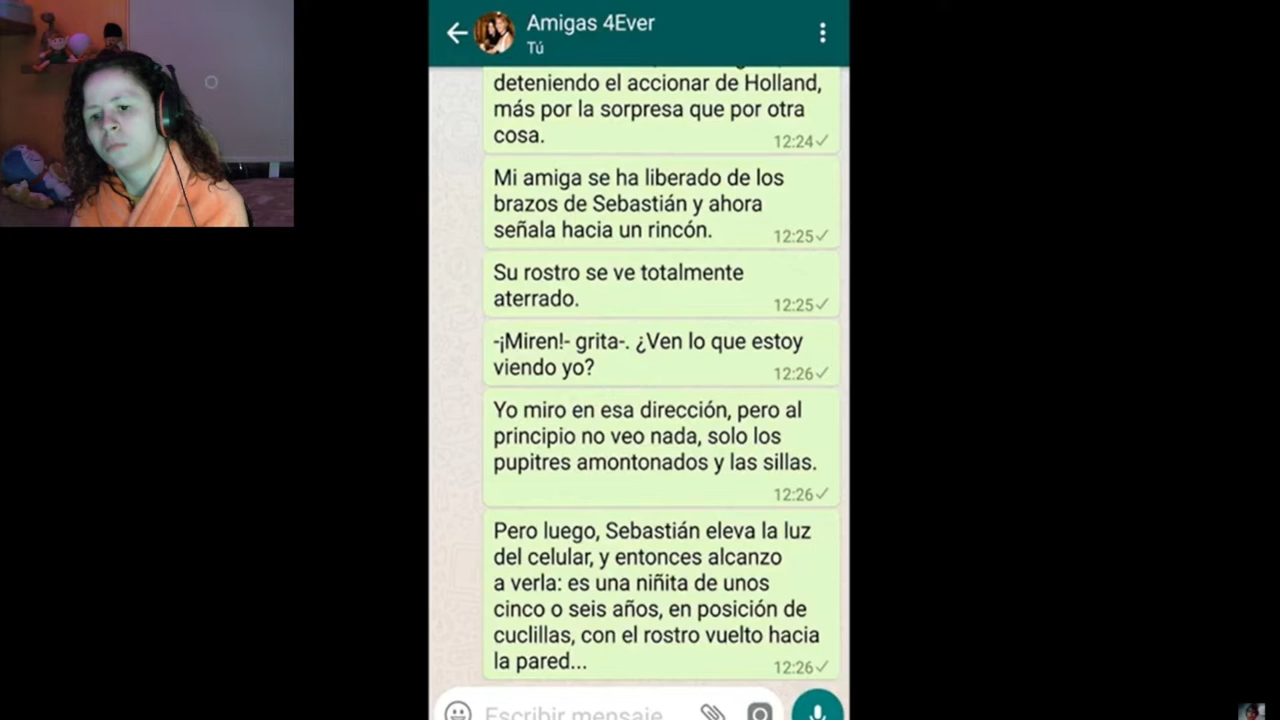 Amigas 4Ever
Tú
deteniendo el accionar de Holland,
más por la sorpresa que por otra
cosa.
12:24
Mi amiga se ha liberado de los
brazos de Sebastián y ahora
señala hacia un rincón.
12:25
Su rostro se ve totalmente
aterrado.
12:25
-¡Miren!- grita-. ¿Ven lo que estoy
viendo yo?
12:26
Yo miro en esa dirección, pero al
principio no veo nada, solo los
pupitres amontonados y las sillas.
12:26
Pero luego, Sebastián eleva la luz
del celular, y entonces alcanzo
a verla: es una niñita de unos
cinco o seis años, en posición de
cuclillas, con el rostro vuelto hacia
la pared...
12:26
Escribir mensaje